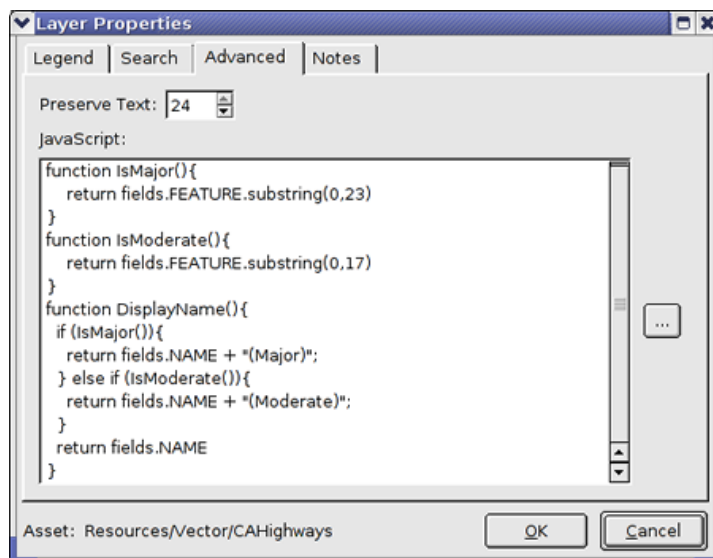 Layer Properties
Legend Search Advanced Notes
Preserve Text: 24
JavaScript:
function IsMajor(){
return fields.FEATURE.substring(0,23)
}
function IsModerate(){
return fields.FEATURE.substring(0,17)
}
function DisplayName(){
if (IsMajor()){
return fields.NAME + "(Major)";
} else if (IsModerate()){
return fields.NAME + "(Moderate)";
}
return fields.NAME
}
...
Asset: Resources/Vector/CAHighways
OK Cancel